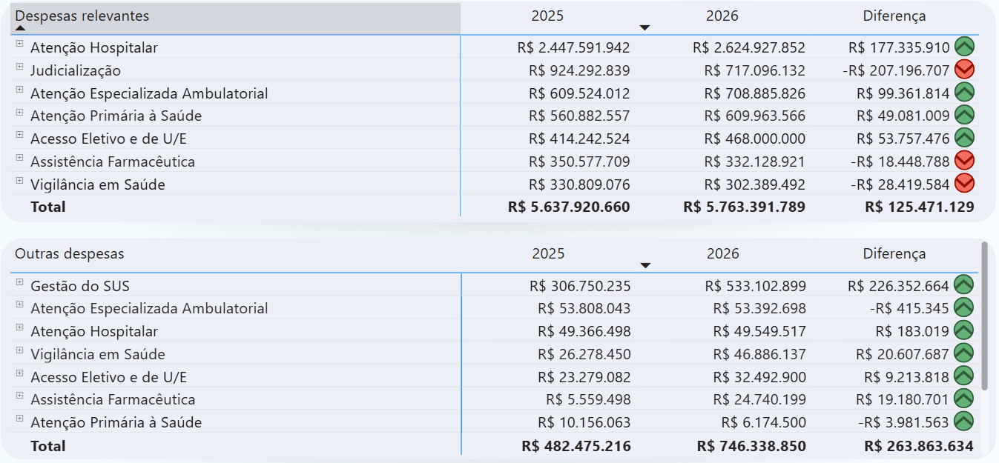 Despesas relevantes 2025 2026 Diferença
Atenção Hospitalar R$ 2.447.591.942 R$ 2.624.927.852 R$ 177.335.910
Judicialização R$ 924.292.839 R$ 717.096.132 -R$ 207.196.707
Atenção Especializada Ambulatorial R$ 609.524.012 R$ 708.885.826 R$ 99.361.814
Atenção Primária à Saúde R$ 560.882.557 R$ 609.963.566 R$ 49.081.009
Acesso Eletivo e de U/E R$ 414.242.524 R$ 468.000.000 R$ 53.757.476
Assistência Farmacêutica R$ 350.577.709 R$ 332.128.921 -R$ 18.448.788
Vigilância em Saúde R$ 330.809.076 R$ 302.389.492 -R$ 28.419.584
Total R$ 5.637.920.660 R$ 5.763.391.789 R$ 125.471.129
Outras despesas 2025 2026 Diferença
Gestão do SUS R$ 306.750.235 R$ 533.102.899 R$ 226.352.664
Atenção Especializada Ambulatorial R$ 53.808.043 R$ 53.392.698 -R$ 415.345
Atenção Hospitalar R$ 49.366.498 R$ 49.549.517 R$ 183.019
Vigilância em Saúde R$ 26.278.450 R$ 46.886.137 R$ 20.607.687
Acesso Eletivo e de U/E R$ 23.279.082 R$ 32.492.900 R$ 9.213.818
Assistência Farmacêutica R$ 5.559.498 R$ 24.740.199 R$ 19.180.701
Atenção Primária à Saúde R$ 10.156.063 R$ 6.174.500 -R$ 3.981.563
Total R$ 482.475.216 R$ 746.338.850 R$ 263.863.634